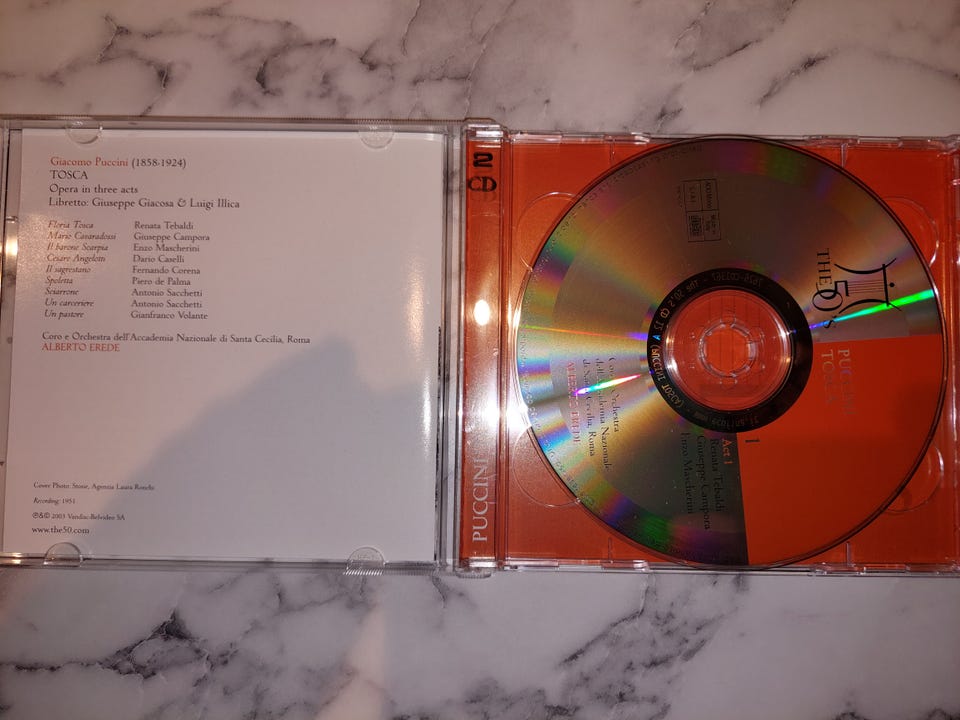 Giacomo Puccini (1858-1924)
TOSCA
Opera in three acts
Libretto: Giuseppe Giacosa & Luigi Illica
Floria Tosca Renata Tebaldi
Mario Cavaradossi Giuseppe Campora
Il barone Scarpia Enzo Mascherini
Cesare Angelotti Dario Caselli
Il sagrestano Fernando Corena
Spoletta Piero de Palma
Sciarrone Antonio Sacchetti
Un carceriere Antonio Sacchetti
Un pastore Gianfranco Volante
Coro e Orchestra dell'Accademia Nazionale di Santa Cecilia, Roma
ALBERTO EREDE
Cover Photo: Stone, Agenzia Laura Ronchi
Recording: 1951
℗&© 2003 Vandisc-Belvideo SA
www.the50.com
2
CD
PUCCINI
THE
50's
PUCCINI
TOSCA
1
Act 1
Renata Tebaldi
Giuseppe Campora
Enzo Mascherini
Coro e Orchestra
dell'Accademia Nazionale
di Santa Cecilia, Roma
ALBERTO EREDE